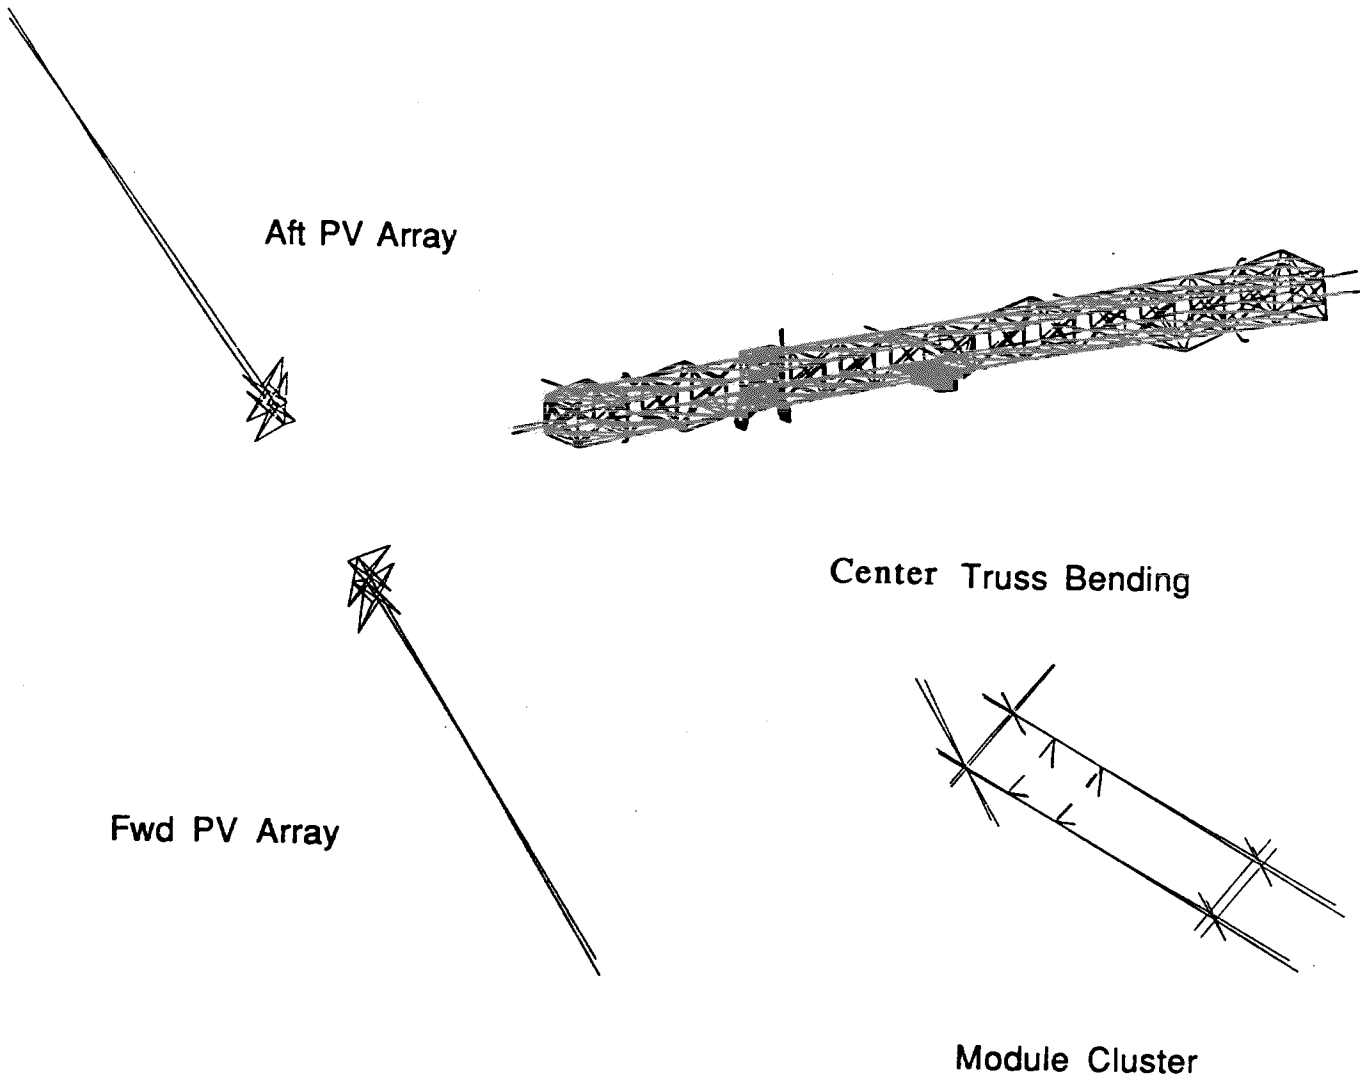 Aft PV Array
Center Truss Bending
Fwd PV Array
Module Cluster